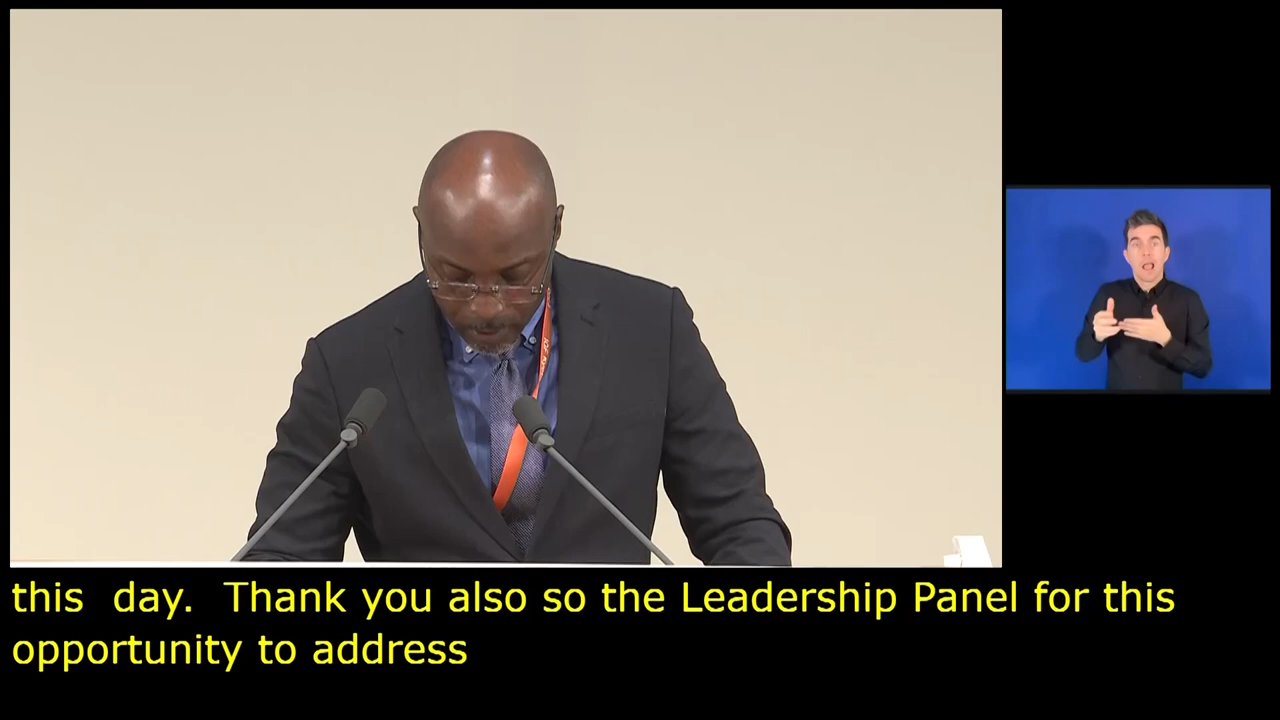 this  day.  Thank you also so the Leadership Panel for this
opportunity to address